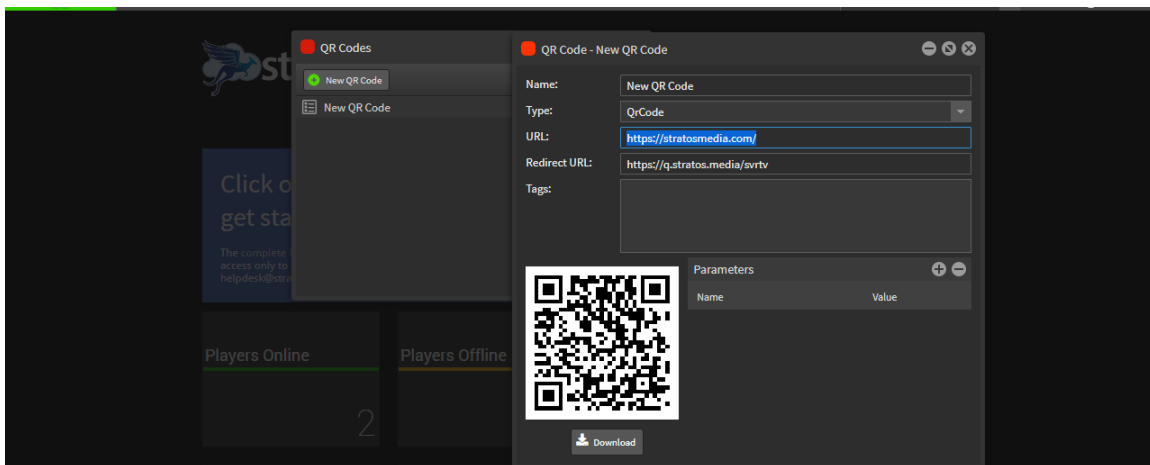 st
QR Codes
New QR Code
New QR Code
QR Code - New QR Code
Name:
New QR Code
Type:
QrCode
URL:
https://stratosmedia.com/
Redirect URL:
https://q.stratos.media/svrtv
Tags:
Parameters
Name
Value
Download
Click o
get sta
The complete
access only to
helpdesk@stra
Players Online
2
Players Offline